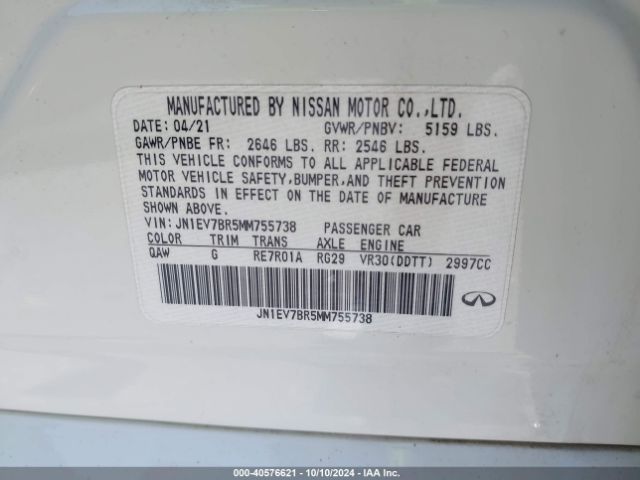 MANUFACTURED BY NISSAN MOTOR CO.,LTD.
DATE: 04/21 GVWR/PNBV: 5159 LBS.
GAWR/PNBE FR: 2646 LBS. RR: 2546 LBS.
THIS VEHICLE CONFORMS TO ALL APPLICABLE FEDERAL
MOTOR VEHICLE SAFETY,BUMPER,AND THEFT PREVENTION
STANDARDS IN EFFECT ON THE DATE OF MANUFACTURE
SHOWN ABOVE.
VIN: JN1EV7BR5MM755738 PASSENGER CAR
COLOR TRIM TRANS AXLE ENGINE
QAW G RE7R01A RG29 VR30(DDTT) 2997CC
JN1EV7BR5MM755738
000-40576621 - 10/10/2024 - IAA Inc.